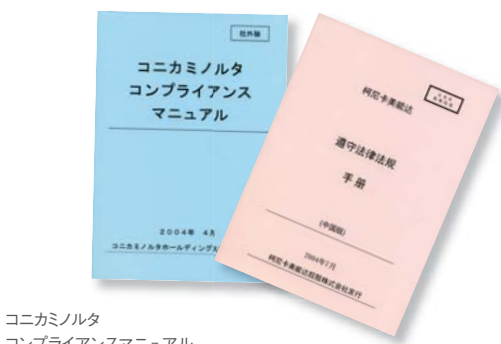 社外秘
コニカミノルタ
コンプライアンス
マニュアル
2004年 4月
コニカミノルタホールディングス
柯尼卡美能达
遵守法律法规
手册
(中国版)
2004年7月
柯尼卡美能达控股株式会社发行
コニカミノルタ
コンプライアンスマニュアル